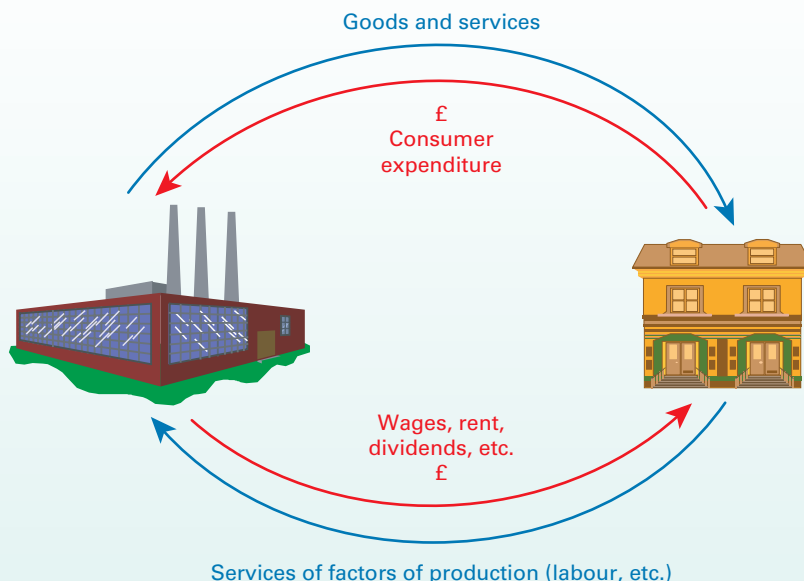 Goods and services
£
Consumer
expenditure
Wages, rent,
dividends, etc.
£
Services of factors of production (labour, etc.)